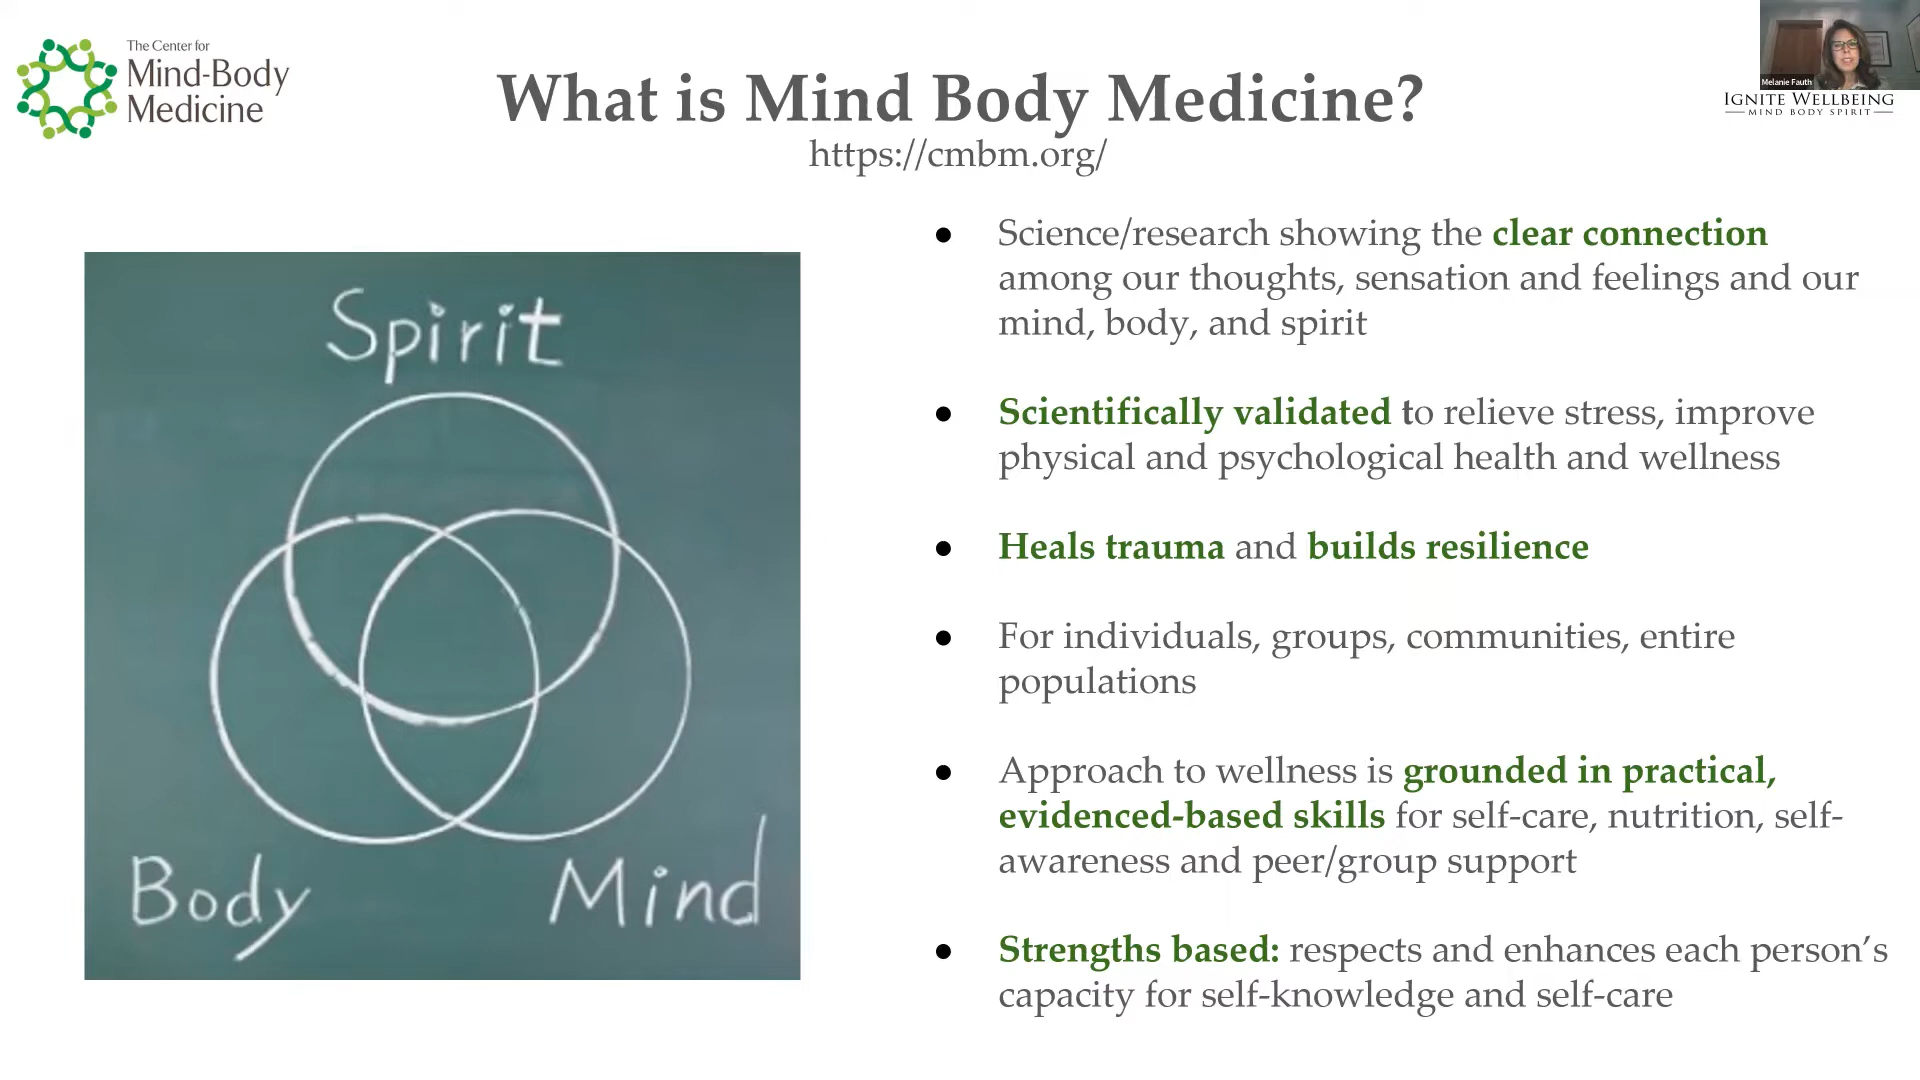 The Center for
Mind-Body
Medicine
What is Mind Body Medicine?
https://cmbm.org/
Melanie Fauth
IGNITE WELLBEING
MIND BODY SPIRIT
Spirit
Body
Mind
● Science/research showing the clear connection
among our thoughts, sensation and feelings and our
mind, body, and spirit
● Scientifically validated to relieve stress, improve
physical and psychological health and wellness
● Heals trauma and builds resilience
● For individuals, groups, communities, entire
populations
● Approach to wellness is grounded in practical,
evidenced-based skills for self-care, nutrition, self-
awareness and peer/group support
● Strengths based: respects and enhances each person’s
capacity for self-knowledge and self-care